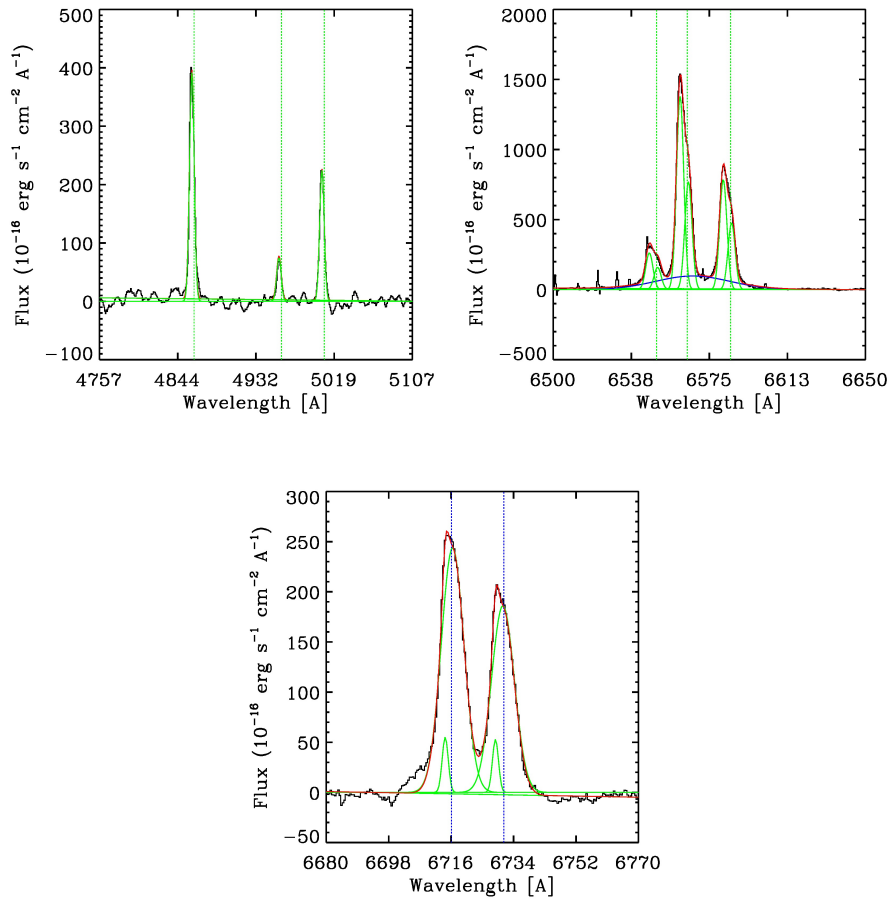 500
400
300
200
100
0
−100
Flux (10⁻¹⁶ erg s⁻¹ cm⁻² A⁻¹)
4757 4844 4932 5019 5107
Wavelength [A]
2000
1500
1000
500
0
−500
Flux (10⁻¹⁶ erg s⁻¹ cm⁻² A⁻¹)
6500 6538 6575 6613 6650
Wavelength [A]
300
250
200
150
100
50
0
−50
Flux (10⁻¹⁶ erg s⁻¹ cm⁻² A⁻¹)
6680 6698 6716 6734 6752 6770
Wavelength [A]